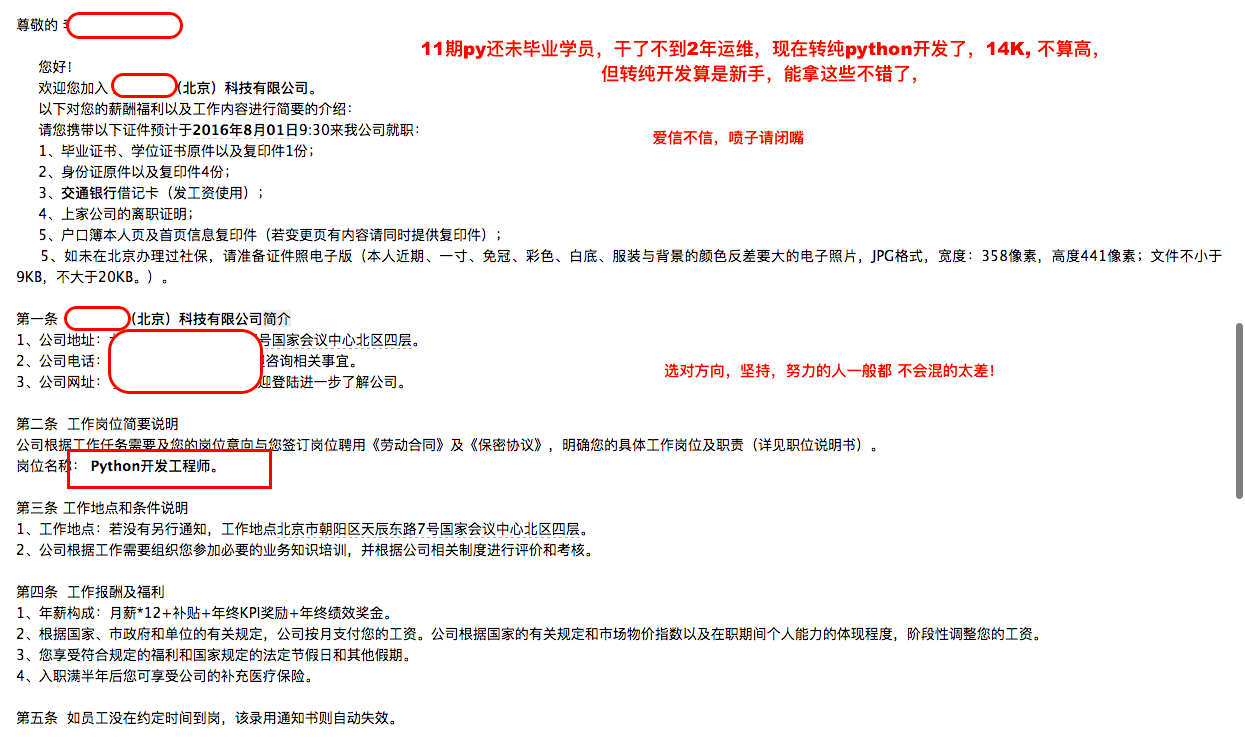 尊敬的
11期py还未毕业学员，干了不到2年运维，现在转纯python开发了，14K, 不算高，
但转纯开发算是新手，能拿这些不错了，
您好！
欢迎您加入（北京）科技有限公司。
以下对您的薪酬福利以及工作内容进行简要的介绍：
请您携带以下证件预计于2016年8月01日9:30来我公司就职：
爱信不信，喷子请闭嘴
1、毕业证书、学位证书原件以及复印件1份；
2、身份证原件以及复印件4份；
3、交通银行借记卡（发工资使用）；
4、上家公司的离职证明；
5、户口簿本人页及首页信息复印件（若变更页有内容请同时提供复印件）；
5、如未在北京办理过社保，请准备证件照电子版（本人近期、一寸、免冠、彩色、白底、服装与背景的颜色反差要大的电子照片，JPG格式，宽度：358像素，高度441像素；文件不小于
9KB，不大于20KB。）。
第一条 （北京）科技有限公司简介
1、公司地址：号国家会议中心北区四层。
2、公司电话：咨询相关事宜。
选对方向，坚持，努力的人一般都 不会混的太差！
3、公司网址：迎登陆进一步了解公司。
第二条 工作岗位简要说明
公司根据工作任务需要及您的岗位意向与您签订岗位聘用《劳动合同》及《保密协议》，明确您的具体工作岗位及职责（详见职位说明书）。
岗位名称： Python开发工程师。
第三条 工作地点和条件说明
1、工作地点：若没有另行通知，工作地点北京市朝阳区天辰东路7号国家会议中心北区四层。
2、公司根据工作需要组织您参加必要的业务知识培训，并根据公司相关制度进行评价和考核。
第四条 工作报酬及福利
1、年薪构成：月薪*12+补贴+年终KPI奖励+年终绩效奖金。
2、根据国家、市政府和单位的有关规定，公司按月支付您的工资。公司根据国家的有关规定和市场物价指数以及在职期间个人能力的体现程度，阶段性调整您的工资。
3、您享受符合规定的福利和国家规定的法定节假日和其他假期。
4、入职满半年后您可享受公司的补充医疗保险。
第五条 如员工没在约定时间到岗，该录用通知书则自动失效。